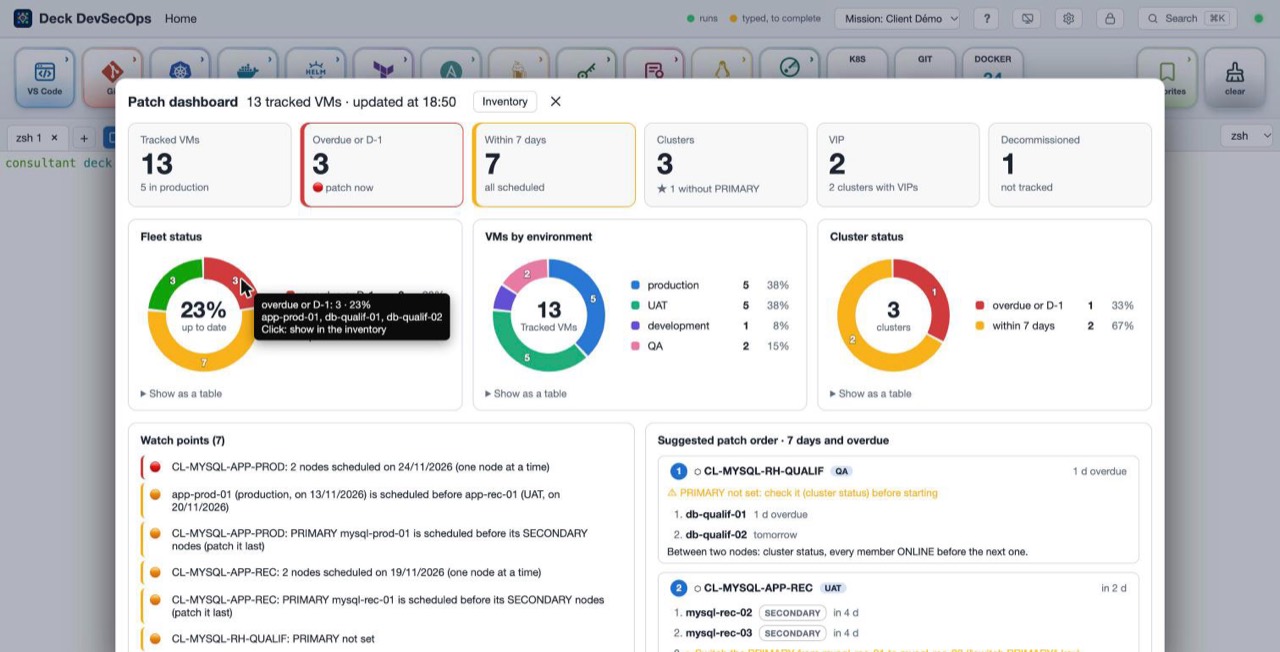 Deck DevSecOps Home
runs typed, to complete Mission: Client Démo ? Search ⌘K
HELM K8S GIT DOCKER
VS Code clear
zsh 1 × + zsh
consultant deck
Patch dashboard 13 tracked VMs · updated at 18:50 Inventory ×
Tracked VMs
13
5 in production
Overdue or D-1
3
patch now
Within 7 days
7
all scheduled
Clusters
3
★ 1 without PRIMARY
VIP
2
2 clusters with VIPs
Decommissioned
1
not tracked
Fleet status
3
3
23%
up to date
7
overdue or D-1: 3 · 23%
app-prod-01, db-qualif-01, db-qualif-02
Click: show in the inventory
▶ Show as a table
VMs by environment
2
5
13
Tracked VMs
5
production 5 38%
UAT 5 38%
development 1 8%
QA 2 15%
▶ Show as a table
Cluster status
1
3
clusters
2
overdue or D-1 1 33%
within 7 days 2 67%
▶ Show as a table
Watch points (7)
CL-MYSQL-APP-PROD: 2 nodes scheduled on 24/11/2026 (one node at a time)
app-prod-01 (production, on 13/11/2026) is scheduled before app-rec-01 (UAT, on
20/11/2026)
CL-MYSQL-APP-PROD: PRIMARY mysql-prod-01 is scheduled before its SECONDARY
nodes (patch it last)
CL-MYSQL-APP-REC: 2 nodes scheduled on 19/11/2026 (one node at a time)
CL-MYSQL-APP-REC: PRIMARY mysql-rec-01 is scheduled before its SECONDARY nodes
(patch it last)
CL-MYSQL-RH-QUALIF: PRIMARY not set
Suggested patch order · 7 days and overdue
1 CL-MYSQL-RH-QUALIF QA 1 d overdue
⚠ PRIMARY not set: check it (cluster status) before starting
1. db-qualif-01 1 d overdue
2. db-qualif-02 tomorrow
Between two nodes: cluster status, every member ONLINE before the next one.
2 CL-MYSQL-APP-REC UAT in 2 d
1. mysql-rec-02 SECONDARY in 4 d
2. mysql-rec-03 SECONDARY in 4 d